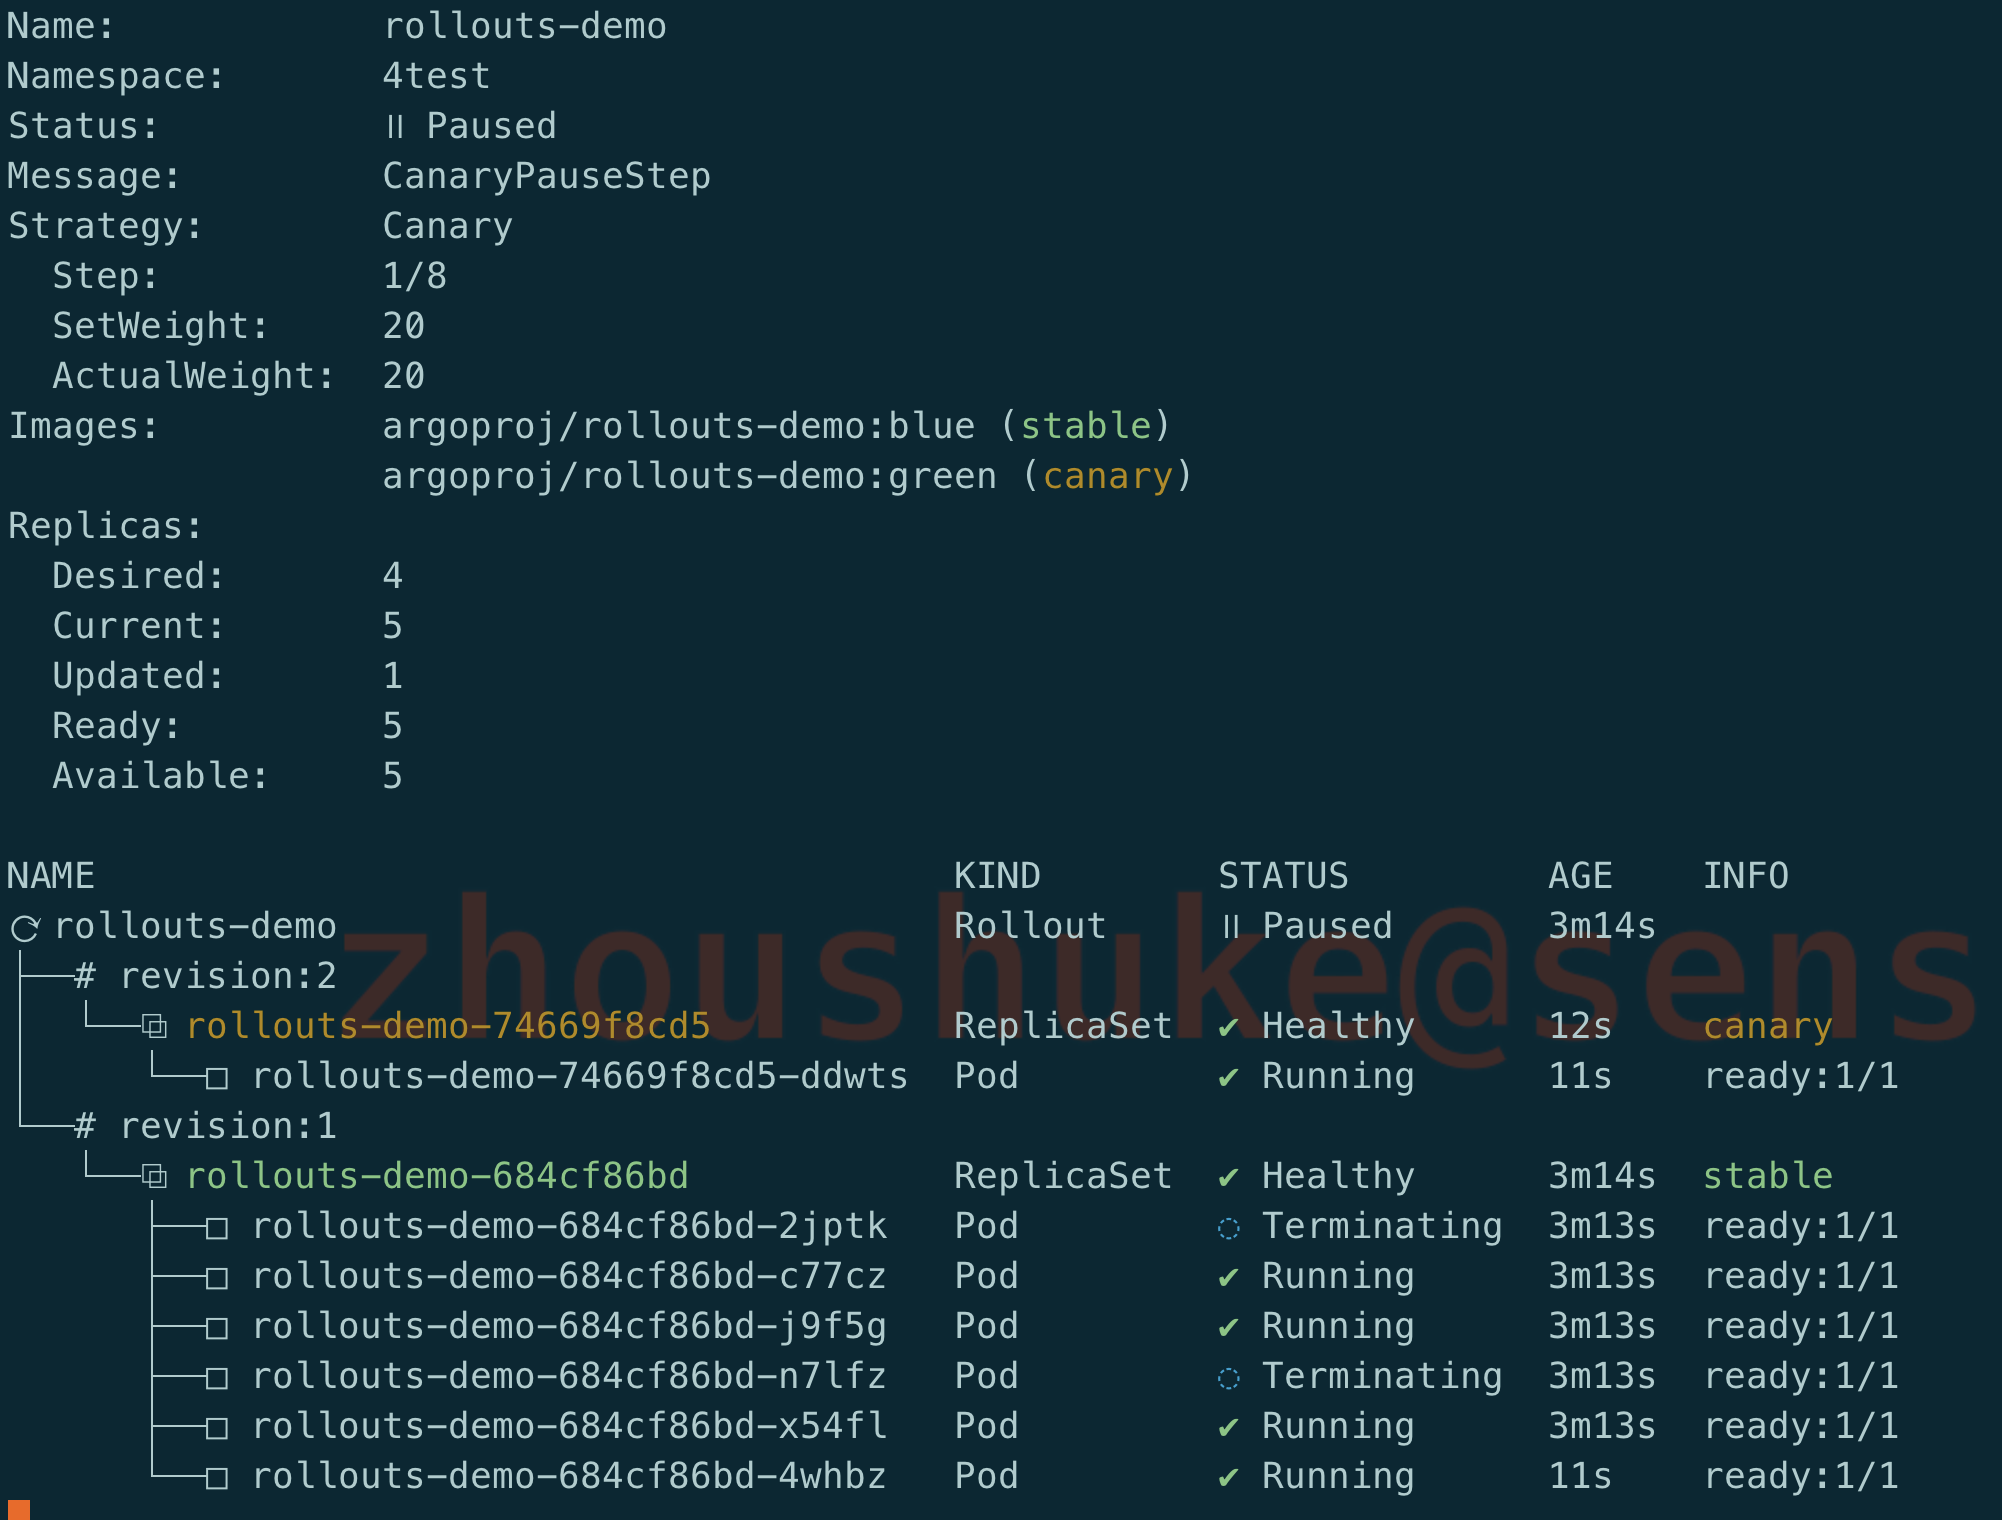 Name: rollouts-demo
Namespace: 4test
Status: ॥ Paused
Message: CanaryPauseStep
Strategy: Canary
Step: 1/8
SetWeight: 20
ActualWeight: 20
Images: argoproj/rollouts-demo:blue (stable)
argoproj/rollouts-demo:green (canary)
Replicas:
Desired: 4
Current: 5
Updated: 1
Ready: 5
Available: 5
NAME KIND STATUS AGE INFO
⟳ rollouts-demo Rollout ॥ Paused 3m14s
├──# revision:2
│  └──⧉ rollouts-demo-74669f8cd5 ReplicaSet ✔ Healthy 12s canary
│     └──□ rollouts-demo-74669f8cd5-ddwts Pod ✔ Running 11s ready:1/1
└──# revision:1
   └──⧉ rollouts-demo-684cf86bd ReplicaSet ✔ Healthy 3m14s stable
      ├──□ rollouts-demo-684cf86bd-2jptk Pod ◌ Terminating 3m13s ready:1/1
      ├──□ rollouts-demo-684cf86bd-c77cz Pod ✔ Running 3m13s ready:1/1
      ├──□ rollouts-demo-684cf86bd-j9f5g Pod ✔ Running 3m13s ready:1/1
      ├──□ rollouts-demo-684cf86bd-n7lfz Pod ◌ Terminating 3m13s ready:1/1
      ├──□ rollouts-demo-684cf86bd-x54fl Pod ✔ Running 3m13s ready:1/1
      └──□ rollouts-demo-684cf86bd-4whbz Pod ✔ Running 11s ready:1/1
zhoushuke@sens